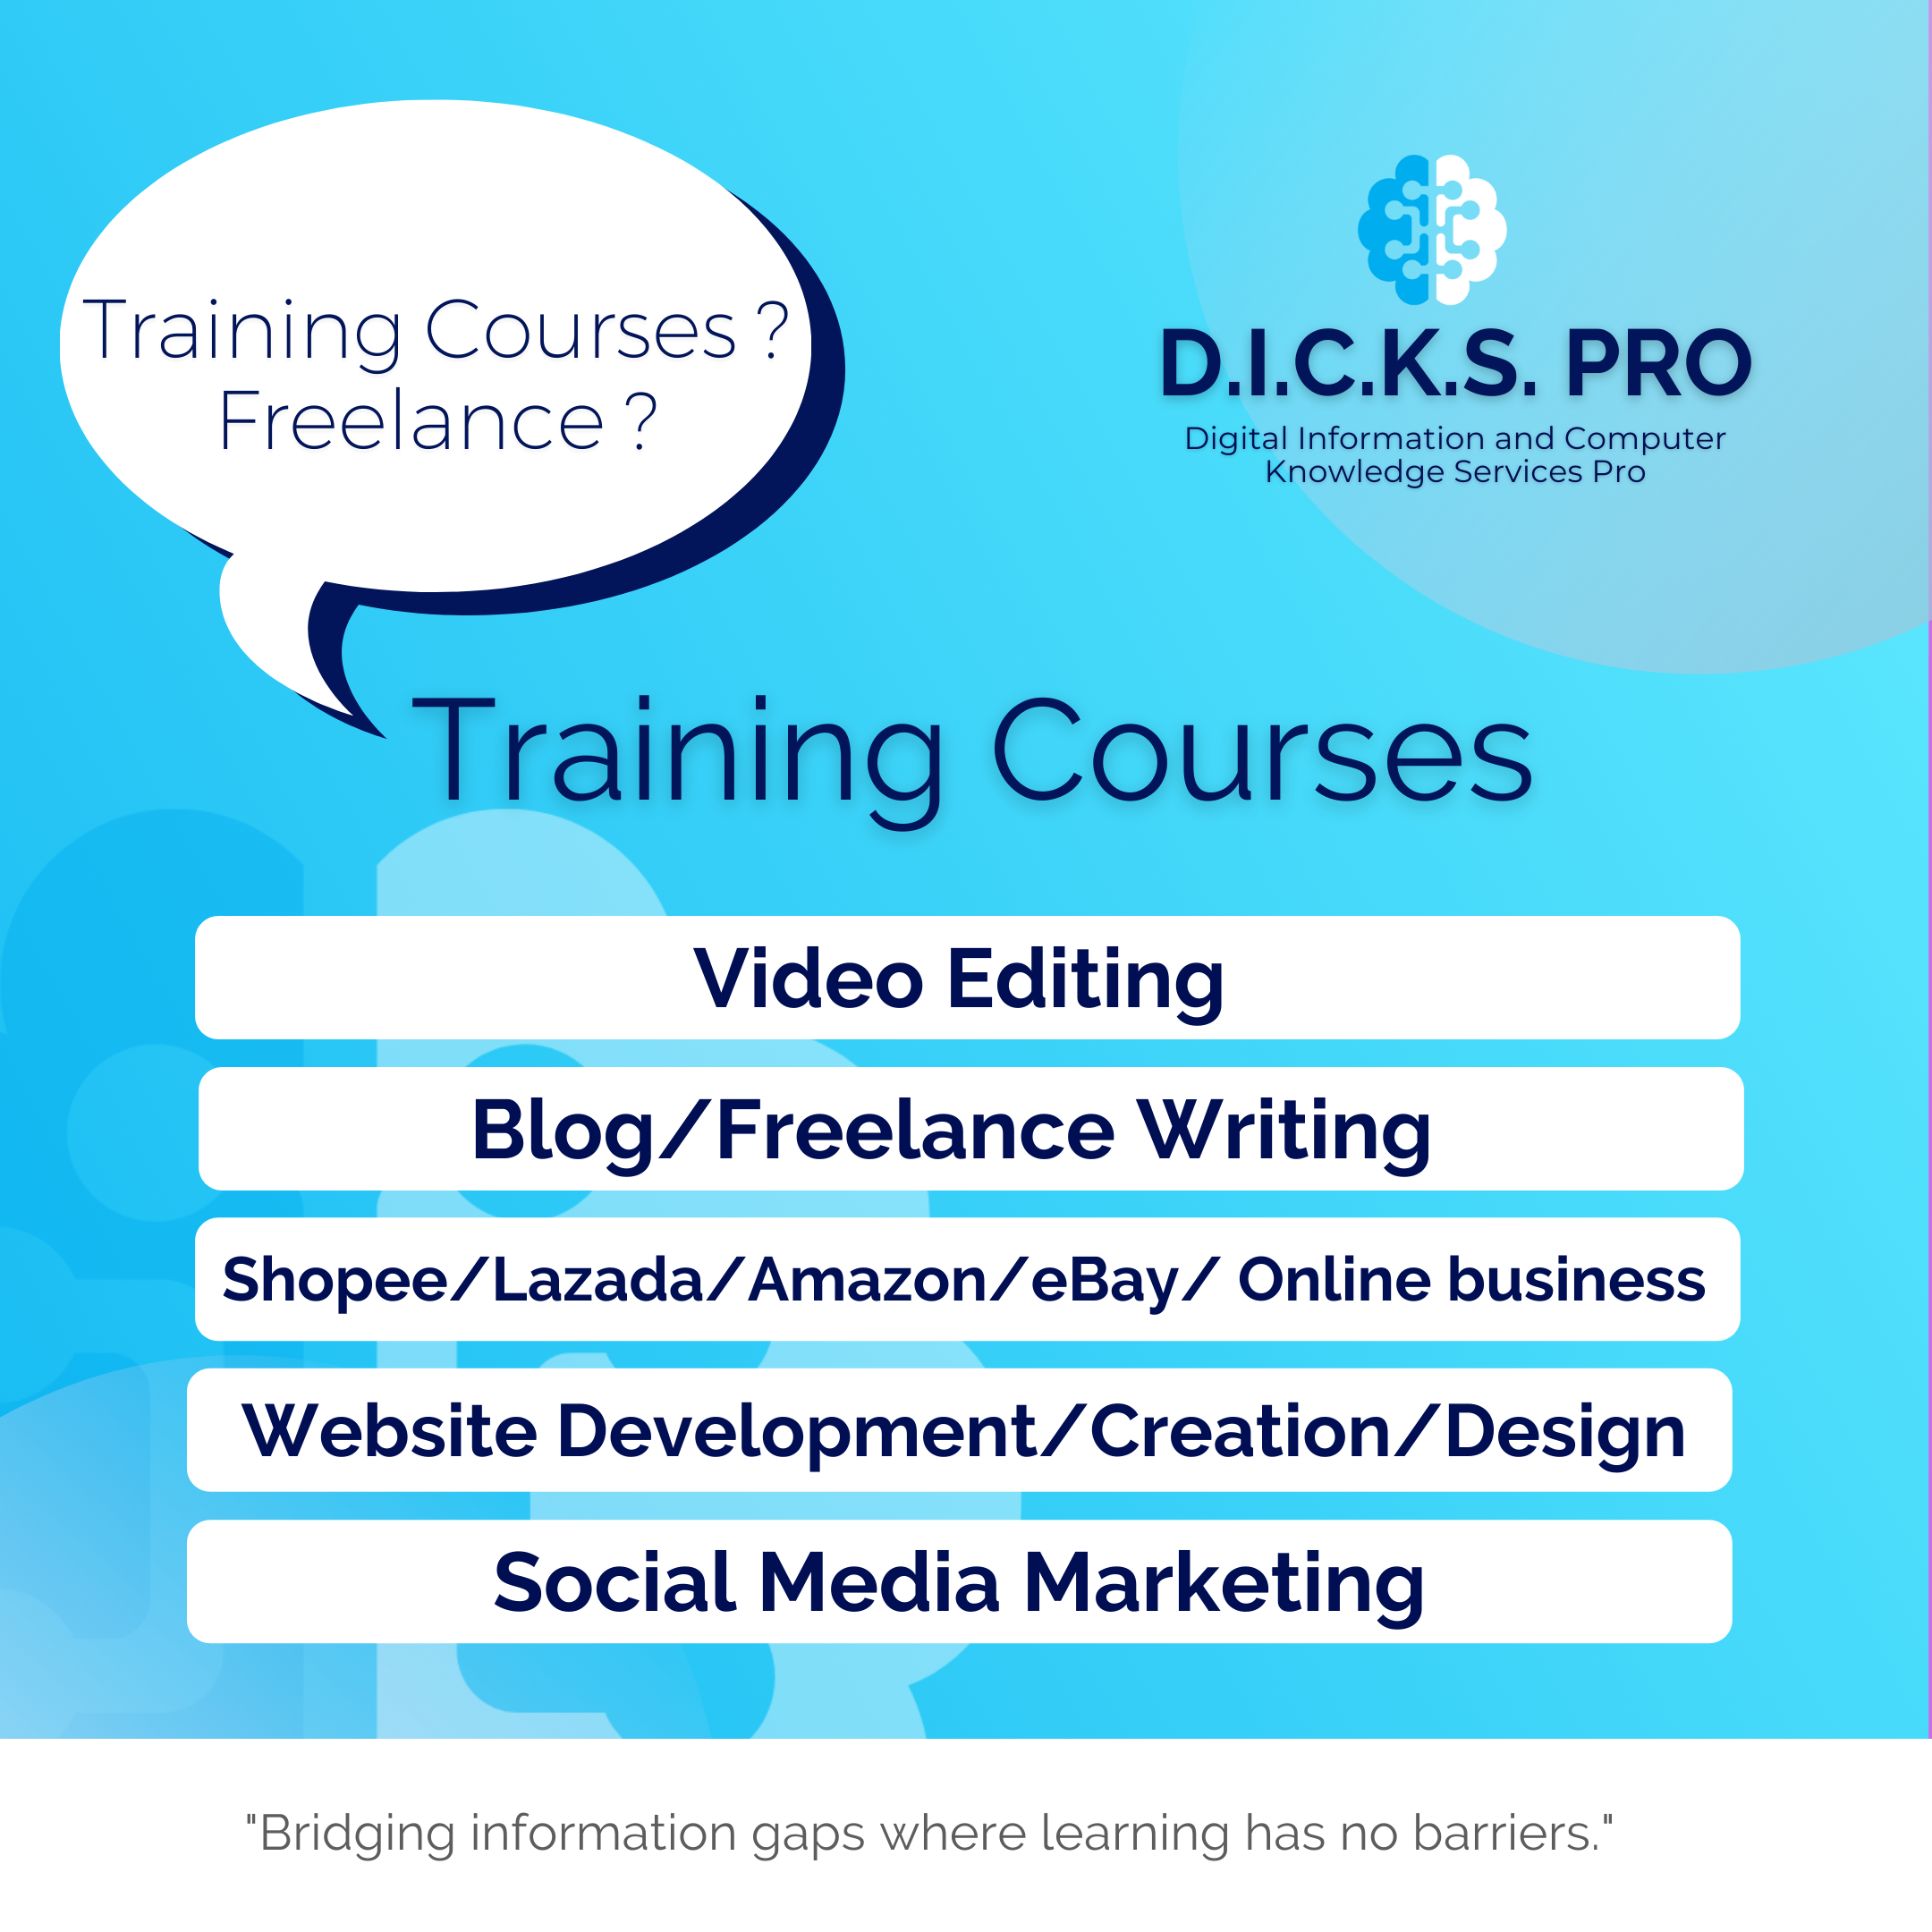 Training Courses ?
Freelance ?
D.I.C.K.S. PRO
Digital Information and Computer
Knowledge Services Pro
Training Courses
Video Editing
Blog/Freelance Writing
Shopee/Lazada/Amazon/eBay/ Online business
Website Development/Creation/Design
Social Media Marketing
"Bridging information gaps where learning has no barriers."